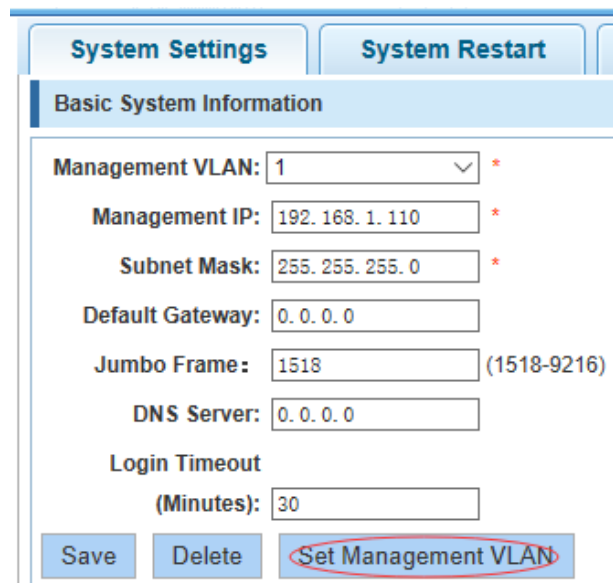 System Settings System Restart
Basic System Information
Management VLAN: 1 *
Management IP: 192.168.1.110 *
Subnet Mask: 255.255.255.0 *
Default Gateway: 0.0.0.0
Jumbo Frame： 1518 (1518-9216)
DNS Server: 0.0.0.0
Login Timeout
(Minutes): 30
Save Delete Set Management VLAN